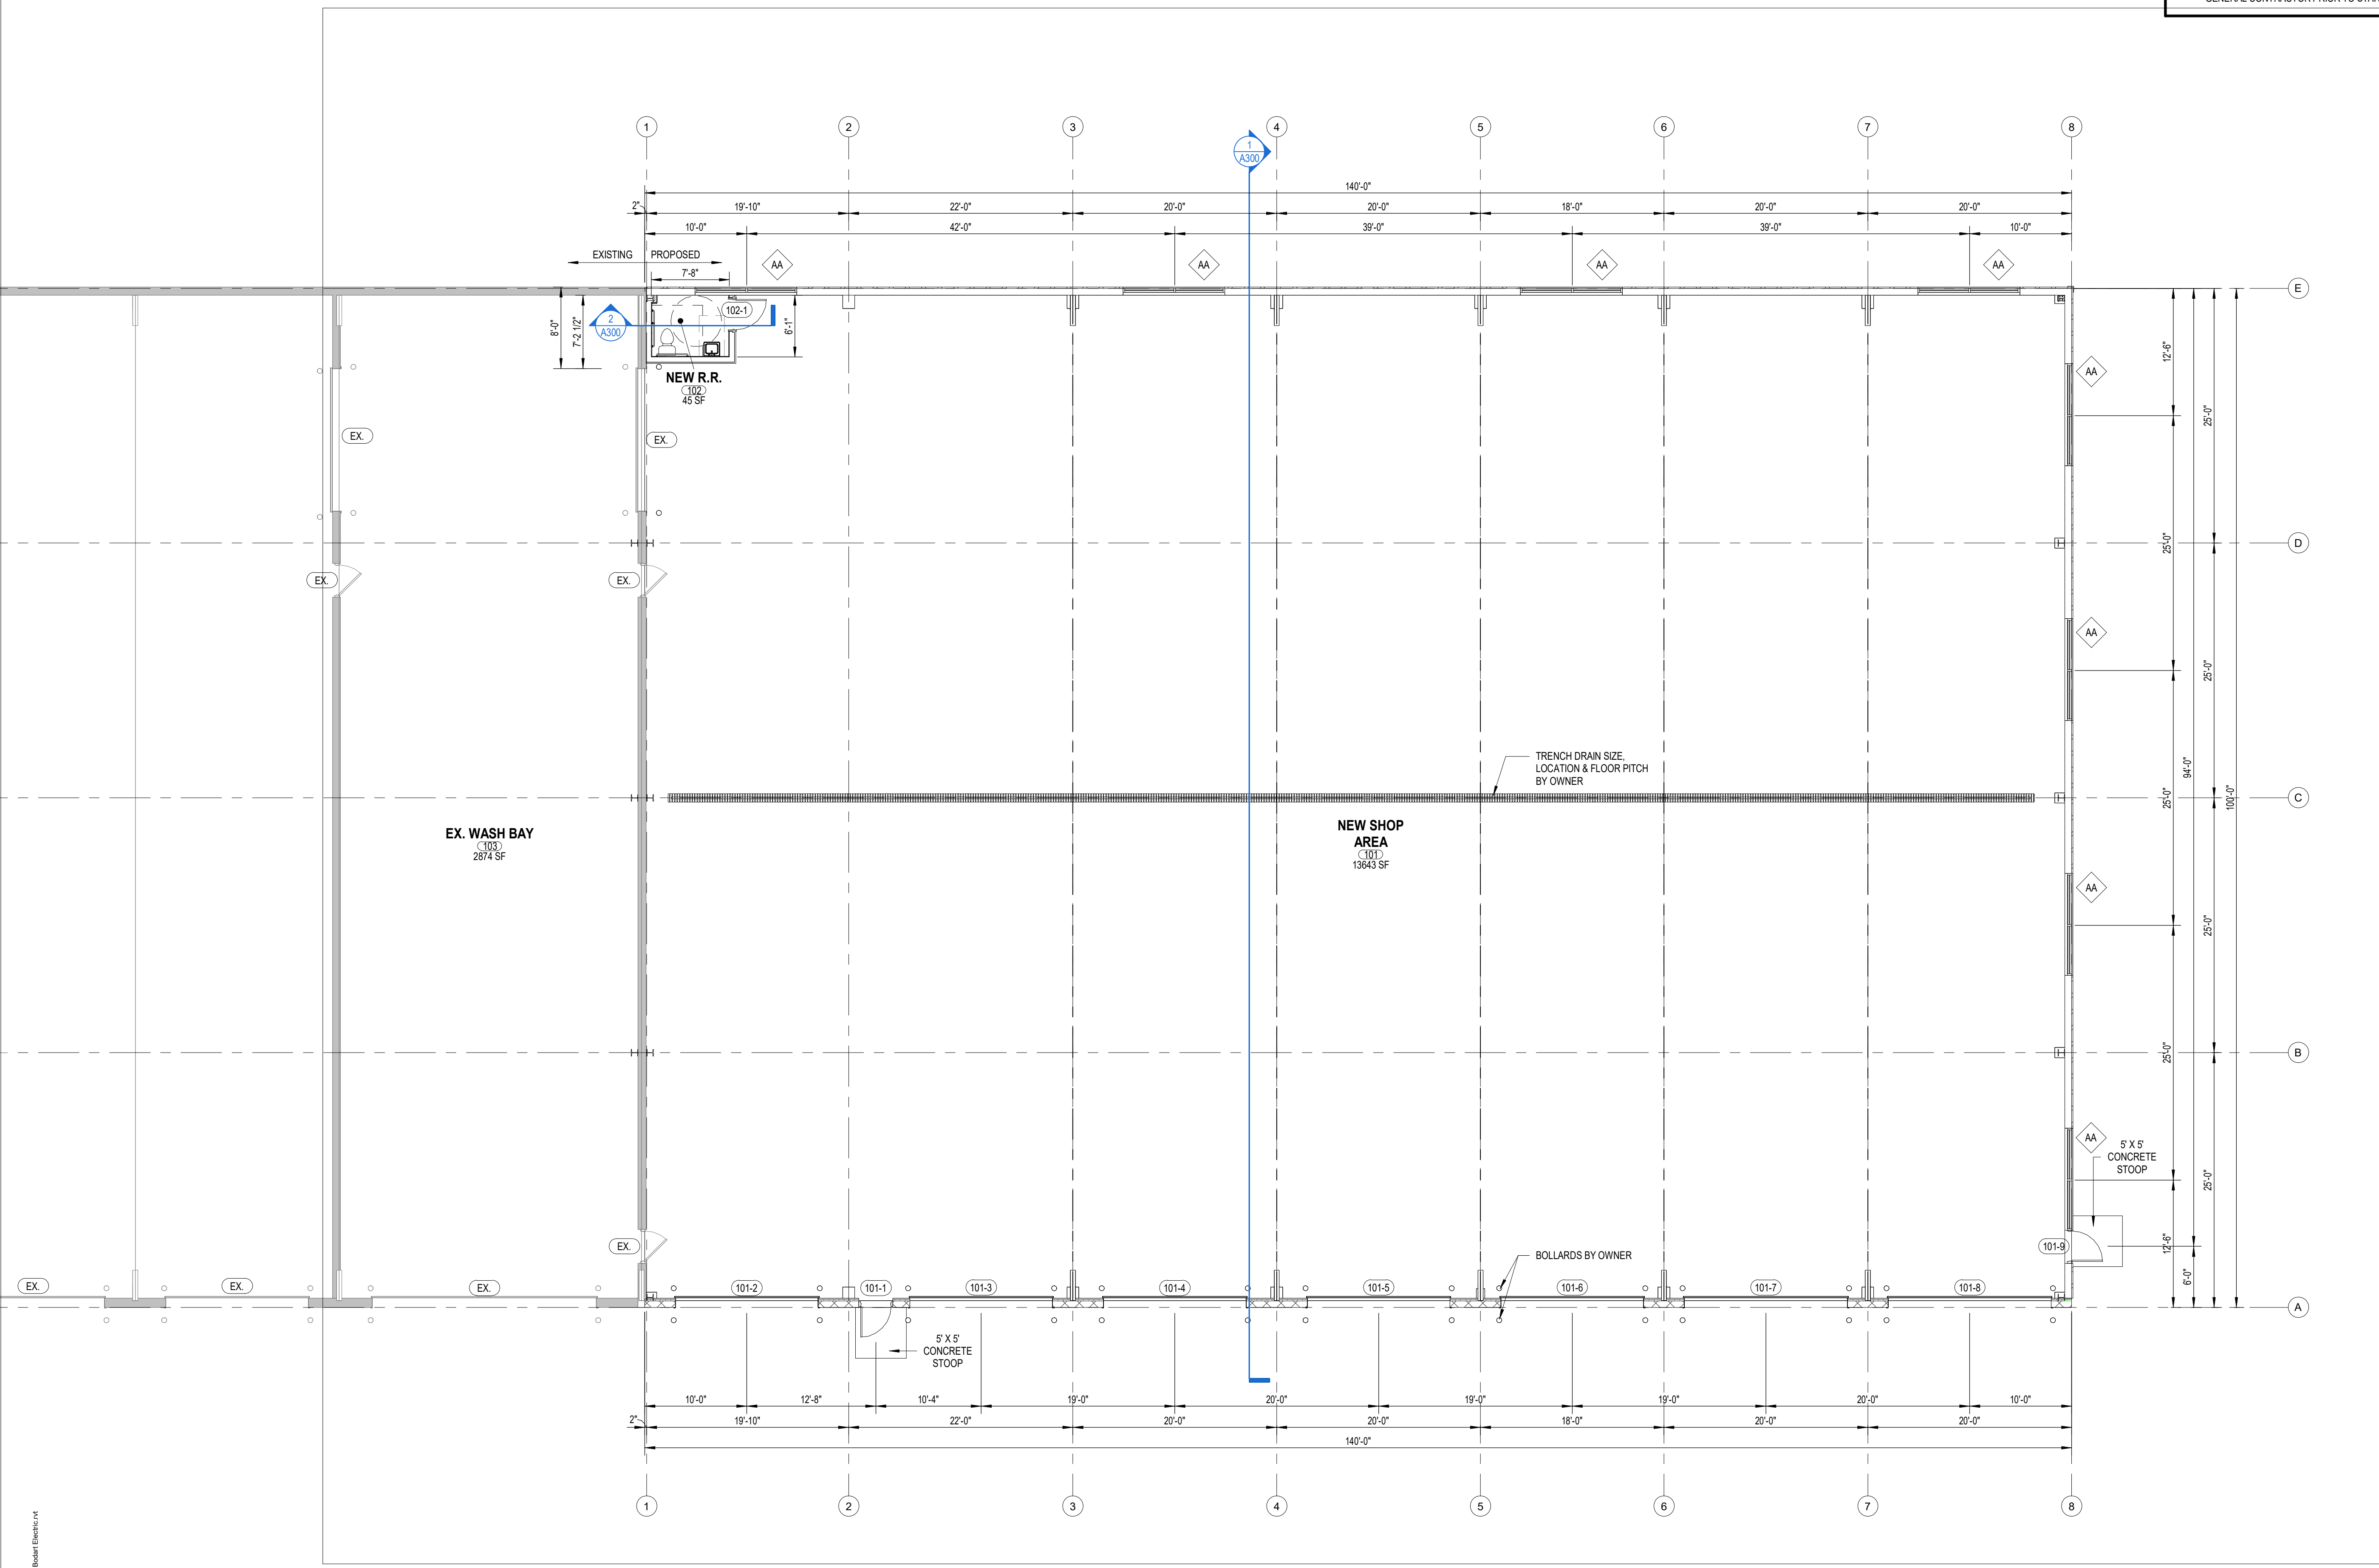 1 2 3 4 5 6 7 8
1
A300
140'-0"
2" 19'-10" 22'-0" 20'-0" 20'-0" 18'-0" 20'-0" 20'-0"
10'-0" 42'-0" 39'-0" 39'-0" 10'-0"
EXISTING PROPOSED
AA AA AA AA
7'-8"
E
102-1
2
A300
8'-0"
7'-2 1/2"
6'-1"
12'-6"
AA
NEW R.R.
102
45 SF
25'-0"
EX. EX.
D
25'-0"
EX. EX.
AA
25'-0"
TRENCH DRAIN SIZE,
LOCATION & FLOOR PITCH
BY OWNER
94'-0"
25'-0"
100'-0"
C
EX. WASH BAY
103
2874 SF
NEW SHOP
AREA
101
13643 SF
AA
25'-0"
25'-0"
B
AA
5' X 5'
CONCRETE
STOOP
25'-0"
EX.
BOLLARDS BY OWNER
101-9
12'-6"
6'-0"
EX. EX. EX. 101-2 101-1 101-3 101-4 101-5 101-6 101-7 101-8
A
5' X 5'
CONCRETE
STOOP
10'-0" 12'-8" 10'-4" 19'-0" 20'-0" 19'-0" 19'-0" 20'-0" 10'-0"
2" 19'-10" 22'-0" 20'-0" 20'-0" 18'-0" 20'-0" 20'-0"
140'-0"
1 2 3 4 5 6 7 8
Bodart Electric.rvt